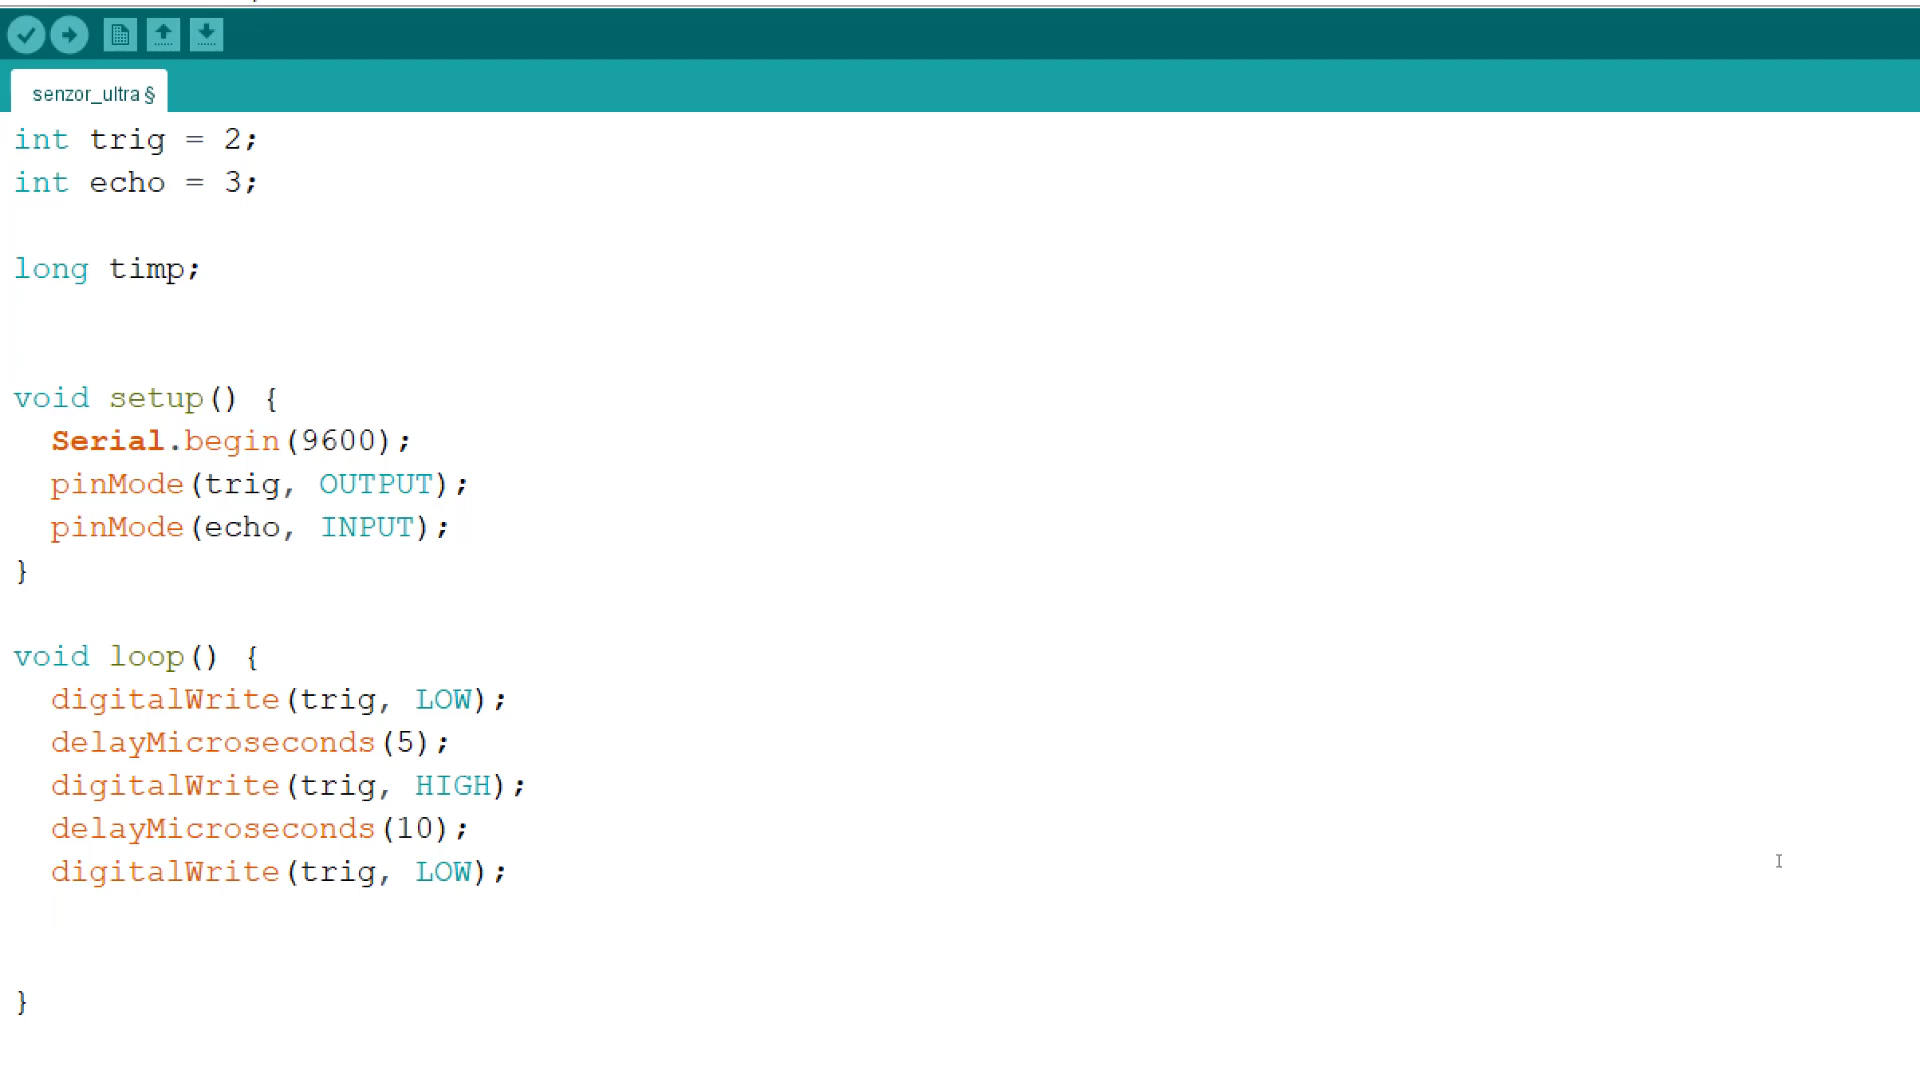 senzor_ultra §
int trig = 2;
int echo = 3;
long timp;
void setup() {
  Serial.begin(9600);
  pinMode(trig, OUTPUT);
  pinMode(echo, INPUT);
}
void loop() {
  digitalWrite(trig, LOW);
  delayMicroseconds(5);
  digitalWrite(trig, HIGH);
  delayMicroseconds(10);
  digitalWrite(trig, LOW);
}